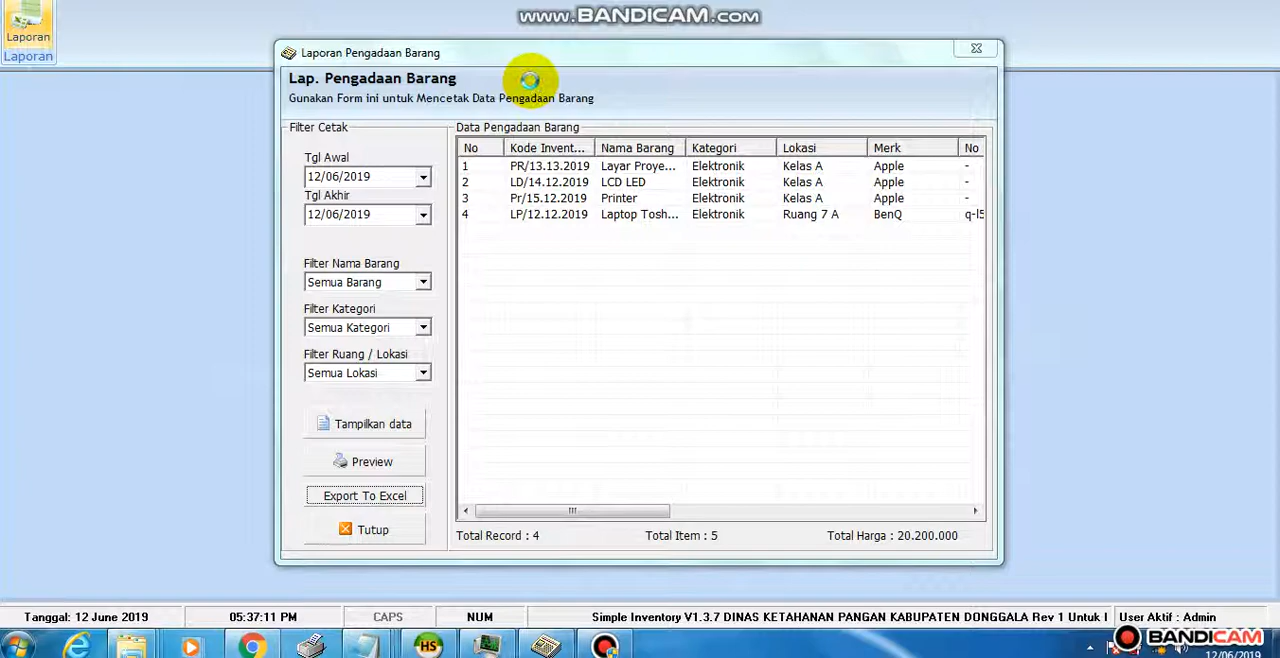 www.BANDICAM.com
Laporan
Laporan
Laporan Pengadaan Barang
Lap. Pengadaan Barang
Gunakan Form ini untuk Mencetak Data Pengadaan Barang
Filter Cetak
Tgl Awal
12/06/2019
Tgl Akhir
12/06/2019
Filter Nama Barang
Semua Barang
Filter Kategori
Semua Kategori
Filter Ruang / Lokasi
Semua Lokasi
Tampilkan data
Preview
Export To Excel
Tutup
Data Pengadaan Barang
No Kode Invent... Nama Barang Kategori Lokasi Merk No
1 PR/13.13.2019 Layar Proye... Elektronik Kelas A Apple -
2 LD/14.12.2019 LCD LED Elektronik Kelas A Apple -
3 Pr/15.12.2019 Printer Elektronik Kelas A Apple -
4 LP/12.12.2019 Laptop Tosh... Elektronik Ruang 7 A BenQ q-l5
Total Record : 4 Total Item : 5 Total Harga : 20.200.000
Tanggal: 12 June 2019 05:37:11 PM CAPS NUM Simple Inventory V1.3.7 DINAS KETAHANAN PANGAN KABUPATEN DONGGALA Rev 1 Untuk User Aktif : Admin
HS
BANDICAM
12/06/2019